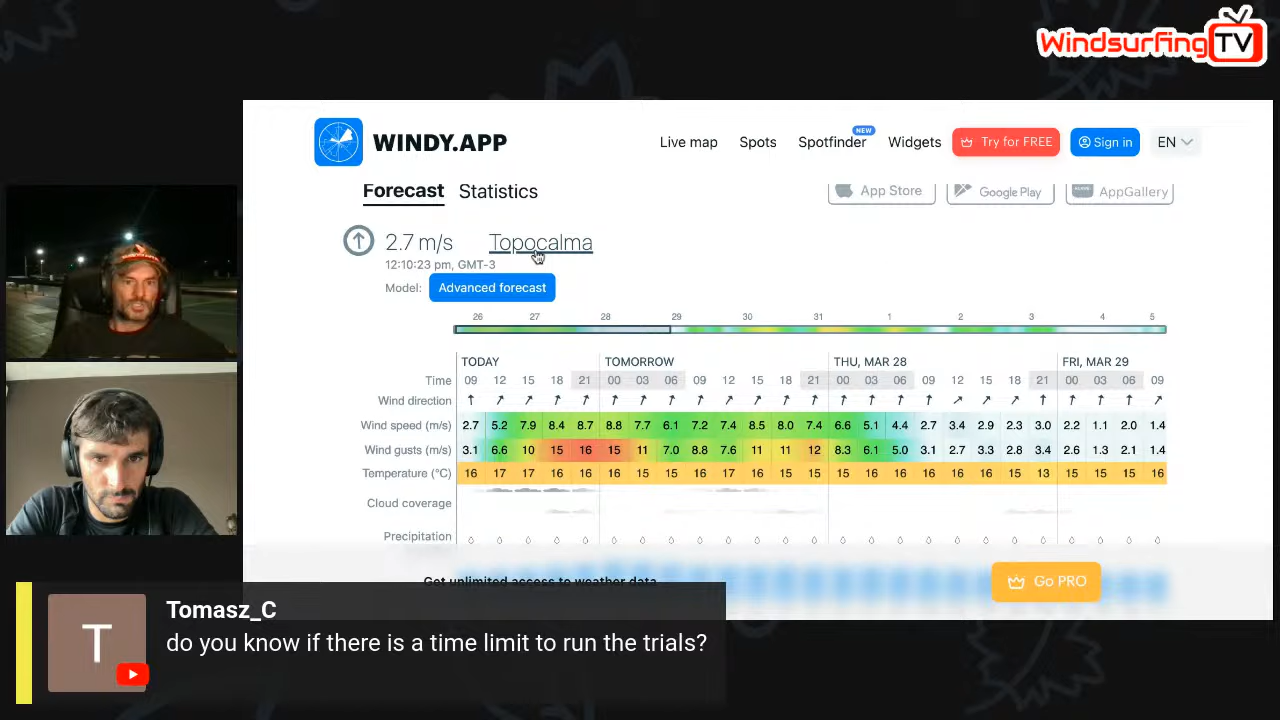 Windsurfing TV
WINDY.APP
Live map Spots Spotfinder NEW Widgets Try for FREE Sign in EN
Forecast Statistics
App Store Google Play AppGallery
2.7 m/s Topocalma
12:10:23 pm, GMT-3
Model: Advanced forecast
26 27 28 29 30 31 1 2 3 4 5
TODAY TOMORROW THU, MAR 28 FRI, MAR 29
Time 09 12 15 18 21 00 03 06 09 12 15 18 21 00 03 06 09 12 15 18 21 00 03 06 09
Wind direction
Wind speed (m/s) 2.7 5.2 7.9 8.4 8.7 8.8 7.7 6.1 7.2 7.4 8.5 8.0 7.4 6.6 5.1 4.4 2.7 3.4 2.9 2.3 3.0 2.2 1.1 2.0 1.4
Wind gusts (m/s) 3.1 6.6 10 15 16 15 11 7.0 8.8 7.6 11 11 12 8.3 6.1 5.0 3.1 2.7 3.3 2.8 3.4 2.6 1.3 2.1 1.4
Temperature (°C) 16 17 17 16 16 16 15 15 15 17 16 15 15 15 15 15 16 16 16 15 13 15 15 15 16
Cloud coverage
Precipitation
Get unlimited access to weather data
Go PRO
T
Tomasz_C
do you know if there is a time limit to run the trials?